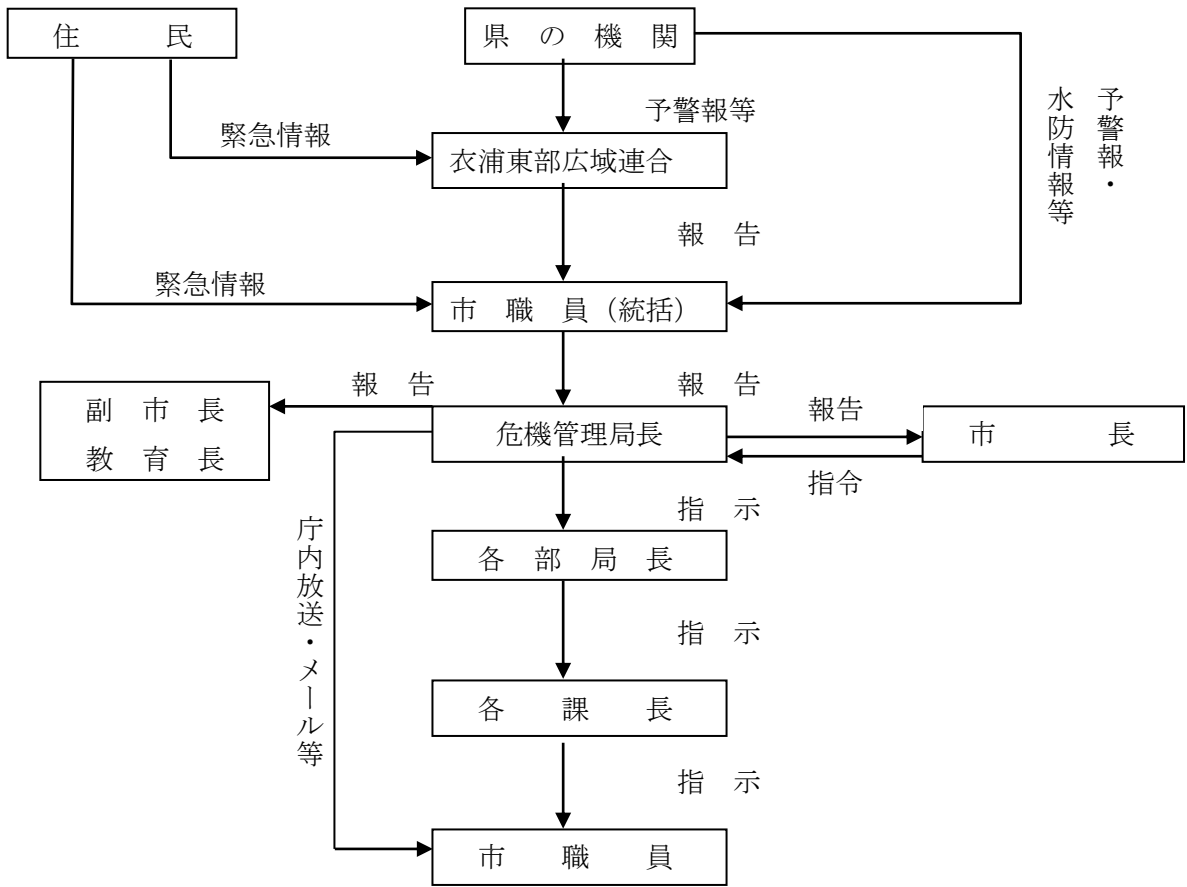 住　　民
県の機関
予警報等
緊急情報
衣浦東部広域連合
予警報・
水防情報等
報　告
緊急情報
市　職　員（統括）
報　告
報　告
副　市　長
教　育　長
危機管理局長
報告
指令
市　　　長
指　示
庁内放送・メール等
各　部　局　長
指　示
各　課　長
指　示
市　職　員